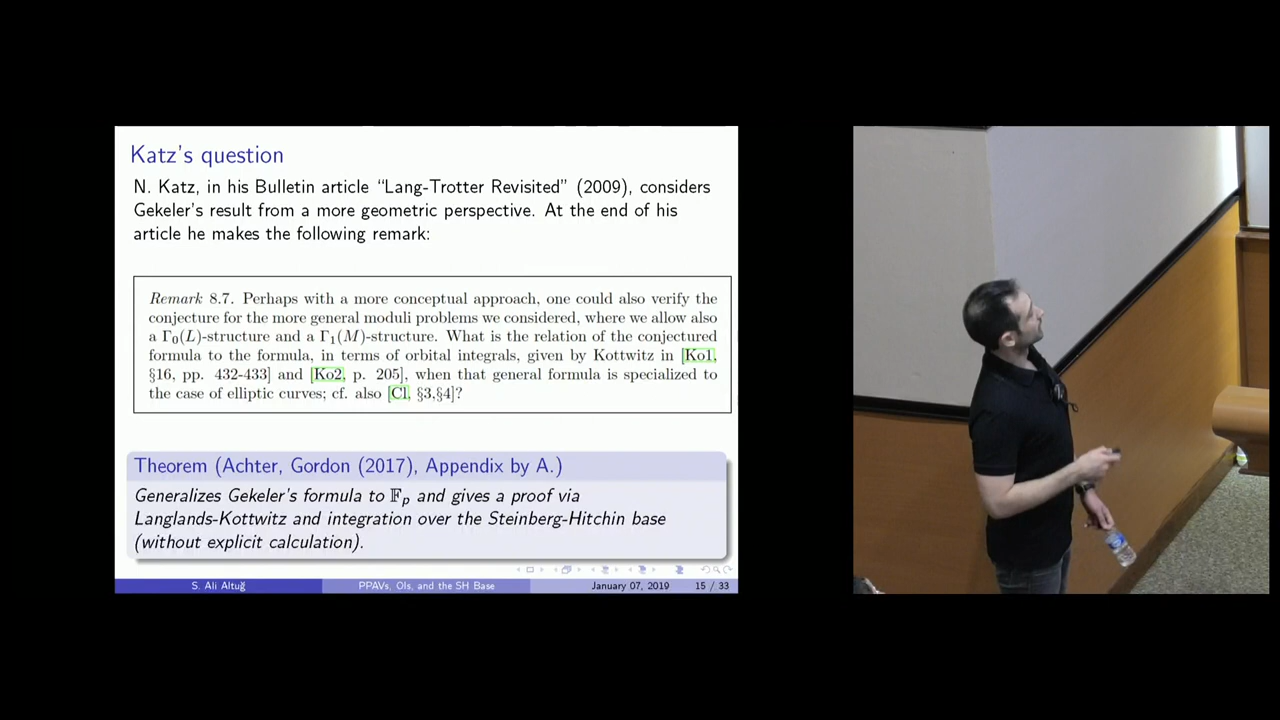 Katz's question
N. Katz, in his Bulletin article “Lang-Trotter Revisited” (2009), considers
Gekeler's result from a more geometric perspective. At the end of his
article he makes the following remark:
Remark 8.7. Perhaps with a more conceptual approach, one could also verify the
conjecture for the more general moduli problems we considered, where we allow also
a Γ₀(L)-structure and a Γ₁(M)-structure. What is the relation of the conjectured
formula to the formula, in terms of orbital integrals, given by Kottwitz in [Ko1,
§16, pp. 432-433] and [Ko2, p. 205], when that general formula is specialized to
the case of elliptic curves; cf. also [Cl, §3,§4]?
Theorem (Achter, Gordon (2017), Appendix by A.)
Generalizes Gekeler's formula to 𝔽ₚ and gives a proof via
Langlands-Kottwitz and integration over the Steinberg-Hitchin base
(without explicit calculation).
S. Ali Altuğ PPAVs, OIs, and the SH Base January 07, 2019 15 / 33